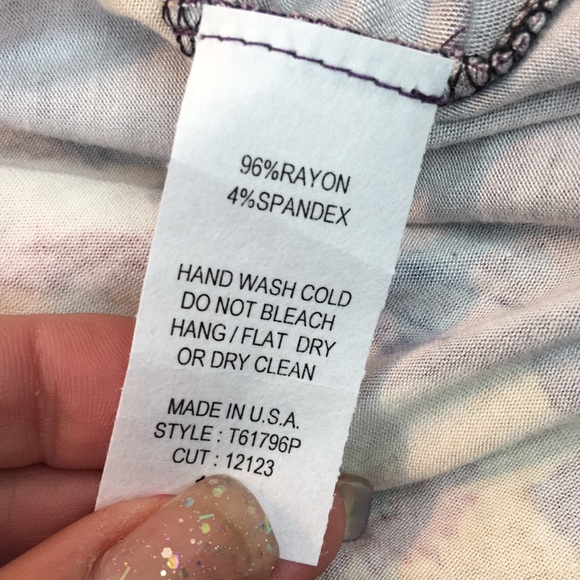 96%RAYON
4%SPANDEX
HAND WASH COLD
DO NOT BLEACH
HANG/FLAT DRY
OR DRY CLEAN
MADE IN U.S.A.
STYLE : T61796P
CUT : 12123